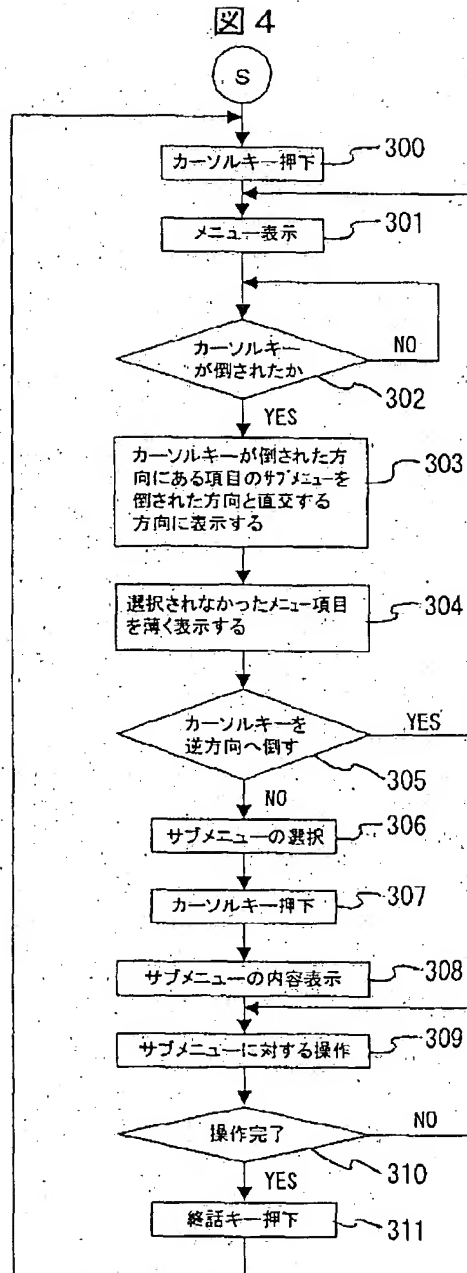 図4
S
カーソルキー押下
300
メニュー表示
301
カーソルキー
が倒されたか
NO
302
YES
カーソルキーが倒された方
向にある項目のサブメニューを
倒された方向と直交する
方向に表示する
303
選択されなかったメニュー項目
を薄く表示する
304
カーソルキーを
逆方向へ倒す
YES
305
NO
サブメニューの選択
306
カーソルキー押下
307
サブメニューの内容表示
308
サブメニューに対する操作
309
操作完了
NO
310
YES
終話キー押下
311